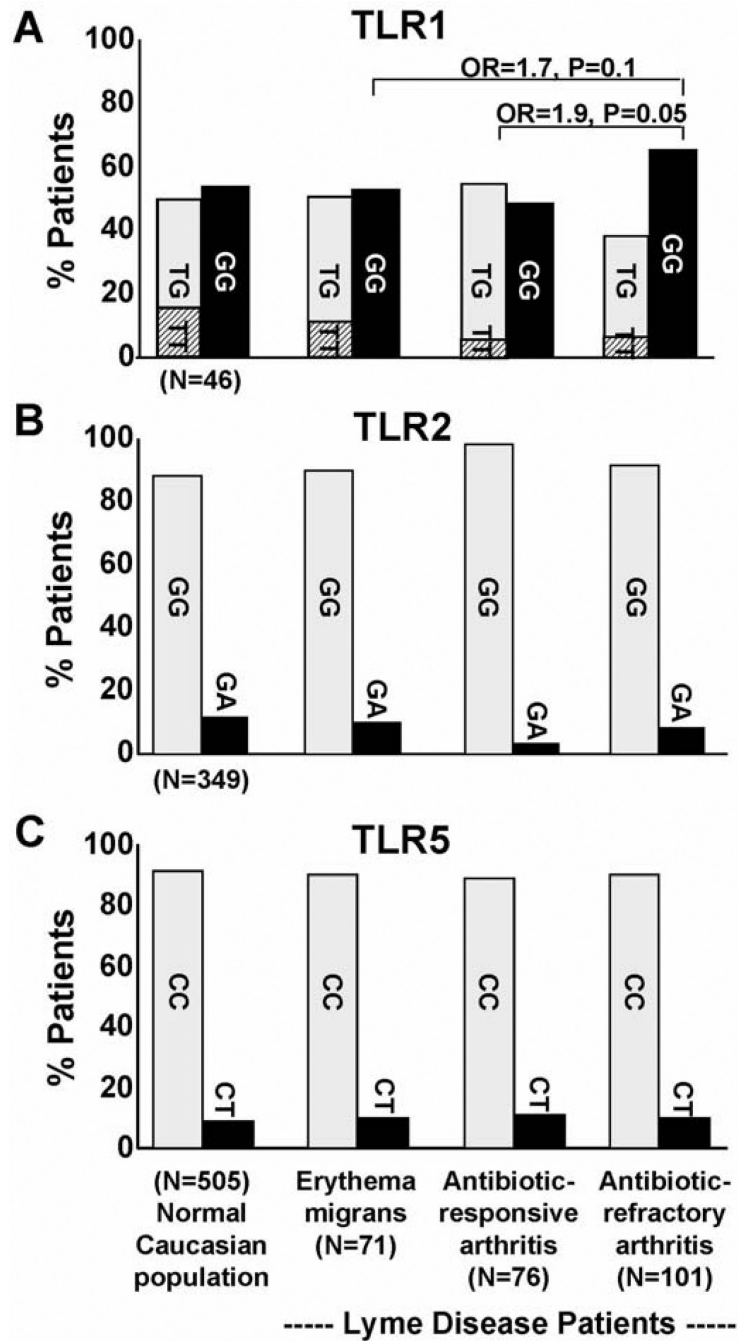 A
TLR1
100
80
60
40
20
0
% Patients
OR=1.7, P=0.1
OR=1.9, P=0.05
TG
TT
GG
TG
TT
GG
TG
TT
GG
TG
TT
GG
(N=46)
B
TLR2
100
80
60
40
20
0
% Patients
GG
GA
GG
GA
GG
GA
GG
GA
(N=349)
C
TLR5
100
80
60
40
20
0
% Patients
CC
CT
CC
CT
CC
CT
CC
CT
(N=505)
Normal
Caucasian
population
Erythema
migrans
(N=71)
Antibiotic-
responsive
arthritis
(N=76)
Antibiotic-
refractory
arthritis
(N=101)
----- Lyme Disease Patients -----